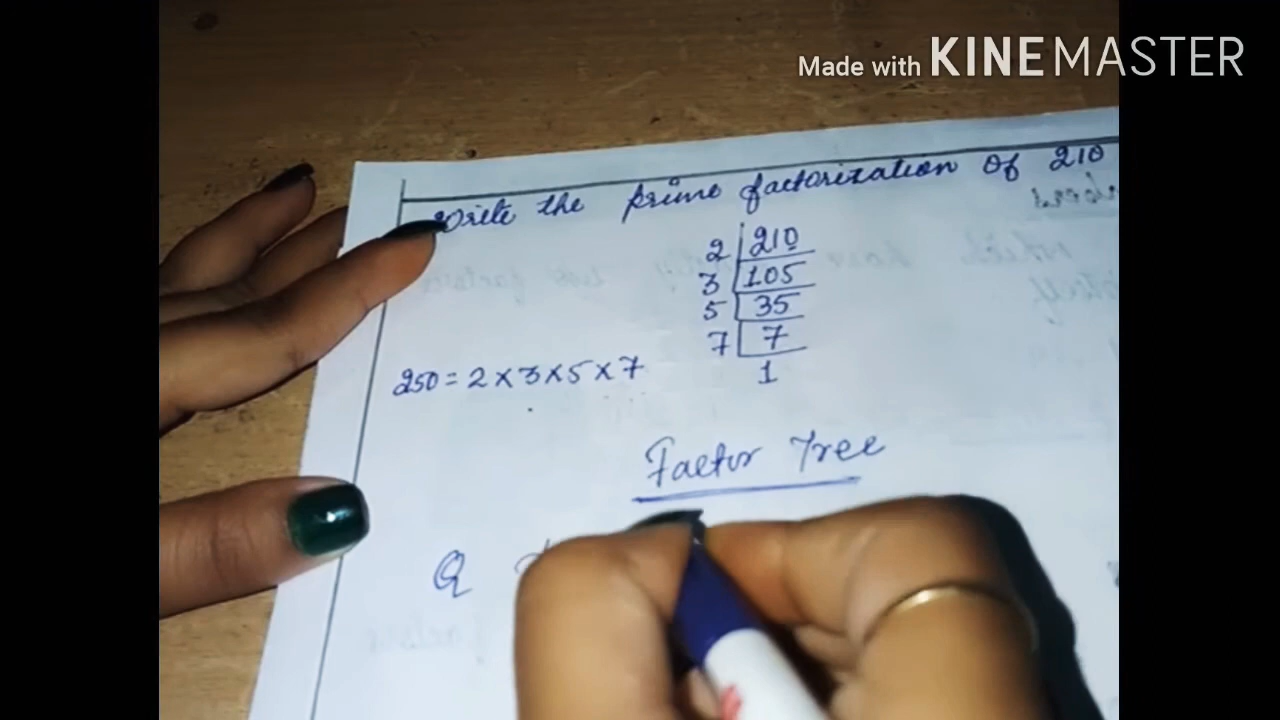 Made with KINEMASTER
Write the prime factorization of 210
2 210
3 105
5 35
7 7
1
250 = 2 x 3 x 5 x 7
Factor Tree
Q